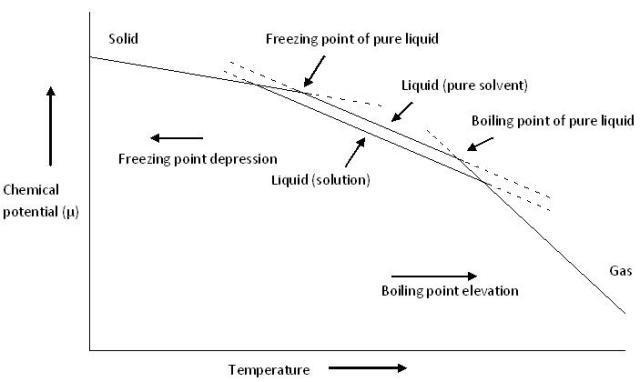 Solid
Freezing point of pure liquid
Liquid (pure solvent)
Boiling point of pure liquid
Freezing point depression
Liquid (solution)
Chemical
potential (μ)
Gas
Boiling point elevation
Temperature